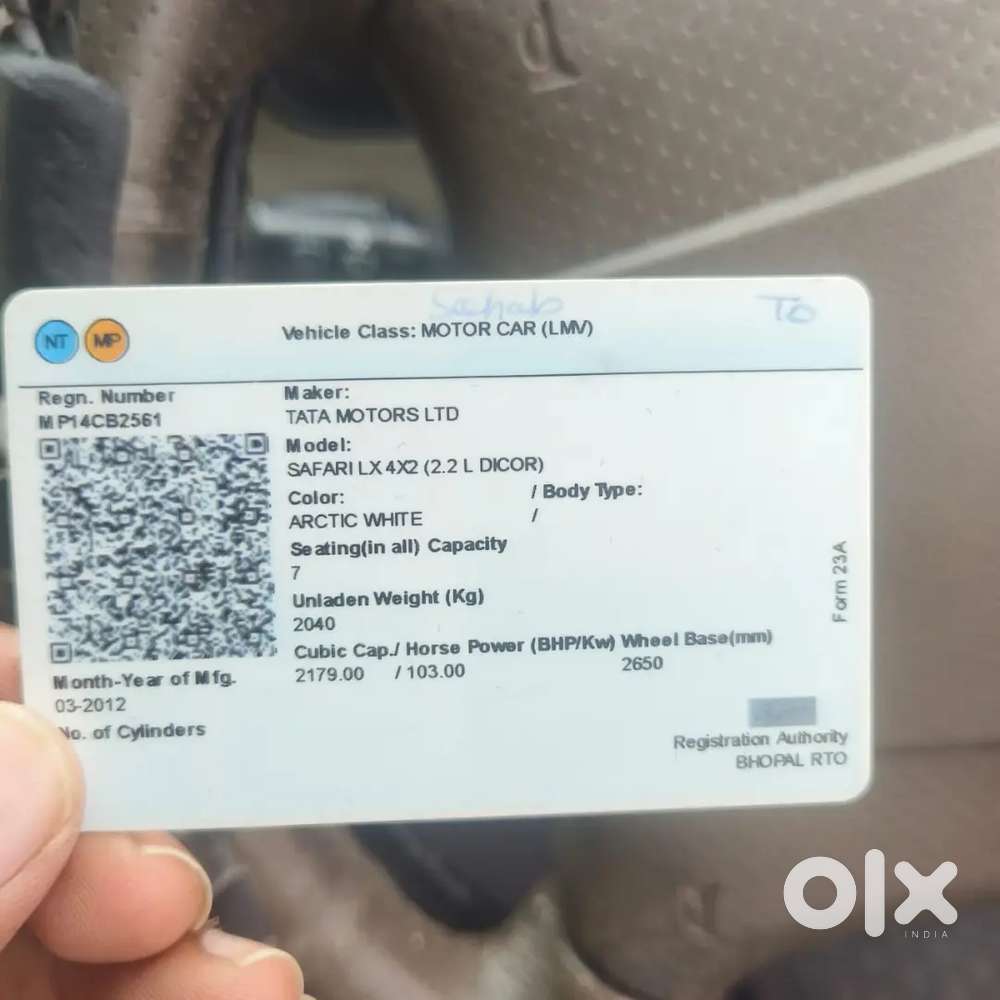 Sahab
TO
NT MP
Vehicle Class: MOTOR CAR (LMV)
Regn. Number
MP14CB2561
Maker:
TATA MOTORS LTD
Model:
SAFARI LX 4X2 (2.2 L DICOR)
Color: / Body Type:
ARCTIC WHITE /
Seating(in all) Capacity
7
Unladen Weight (Kg)
2040
Cubic Cap./ Horse Power (BHP/Kw) Wheel Base(mm)
2179.00 / 103.00 2650
Month-Year of Mfg.
03-2012
No. of Cylinders
Form 23A
Registration Authority
BHOPAL RTO
olx
INDIA